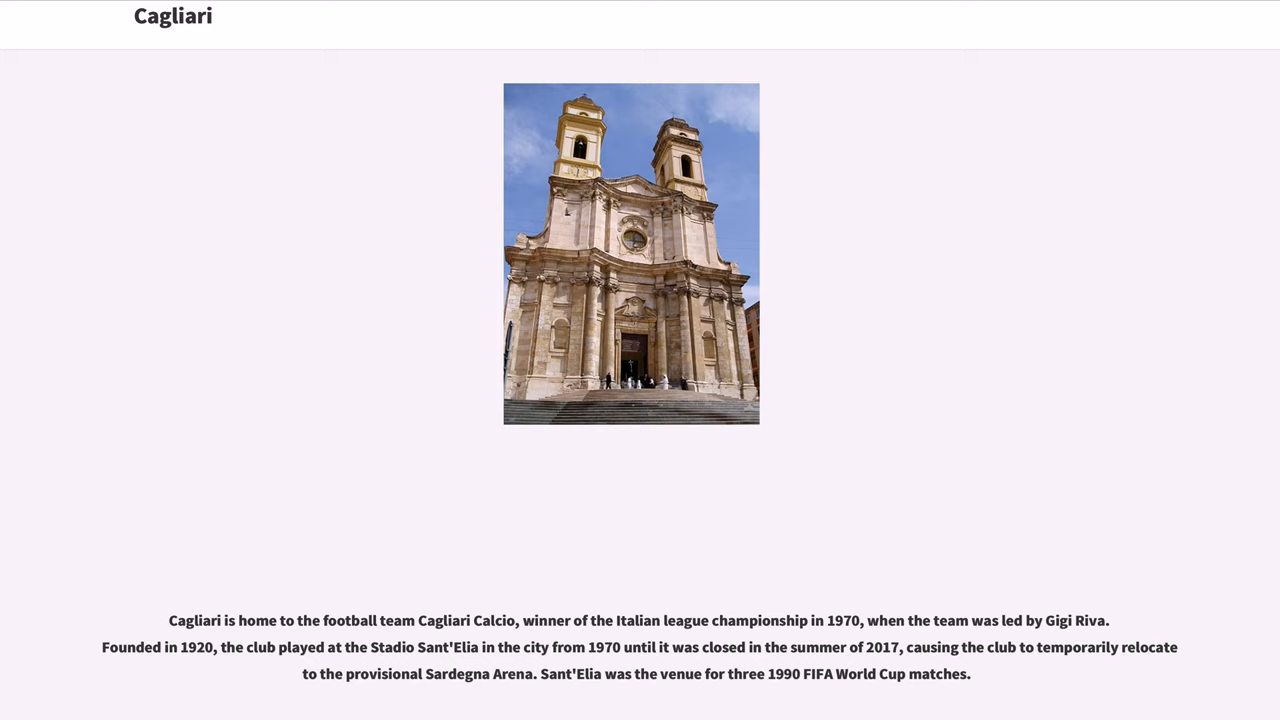 Cagliari
Cagliari is home to the football team Cagliari Calcio, winner of the Italian league championship in 1970, when the team was led by Gigi Riva.
Founded in 1920, the club played at the Stadio Sant'Elia in the city from 1970 until it was closed in the summer of 2017, causing the club to temporarily relocate
to the provisional Sardegna Arena. Sant'Elia was the venue for three 1990 FIFA World Cup matches.